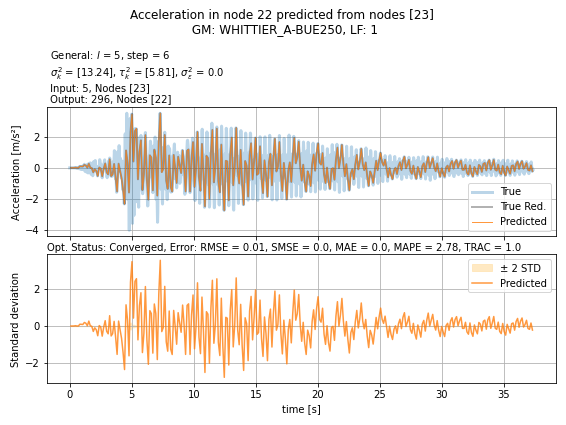 Acceleration in node 22 predicted from nodes [23]
GM: WHITTIER_A-BUE250, LF: 1
General: l = 5, step = 6
σ²ₖ = [13.24], τ²ₖ = [5.81], σ²ε = 0.0
Input: 5, Nodes [23]
Output: 296, Nodes [22]
Acceleration [m/s²]
2
0
−2
−4
True
True Red.
Predicted
Opt. Status: Converged, Error: RMSE = 0.01, SMSE = 0.0, MAE = 0.0, MAPE = 2.78, TRAC = 1.0
Standard deviation
2
0
−2
± 2 STD
Predicted
0 5 10 15 20 25 30 35
time [s]